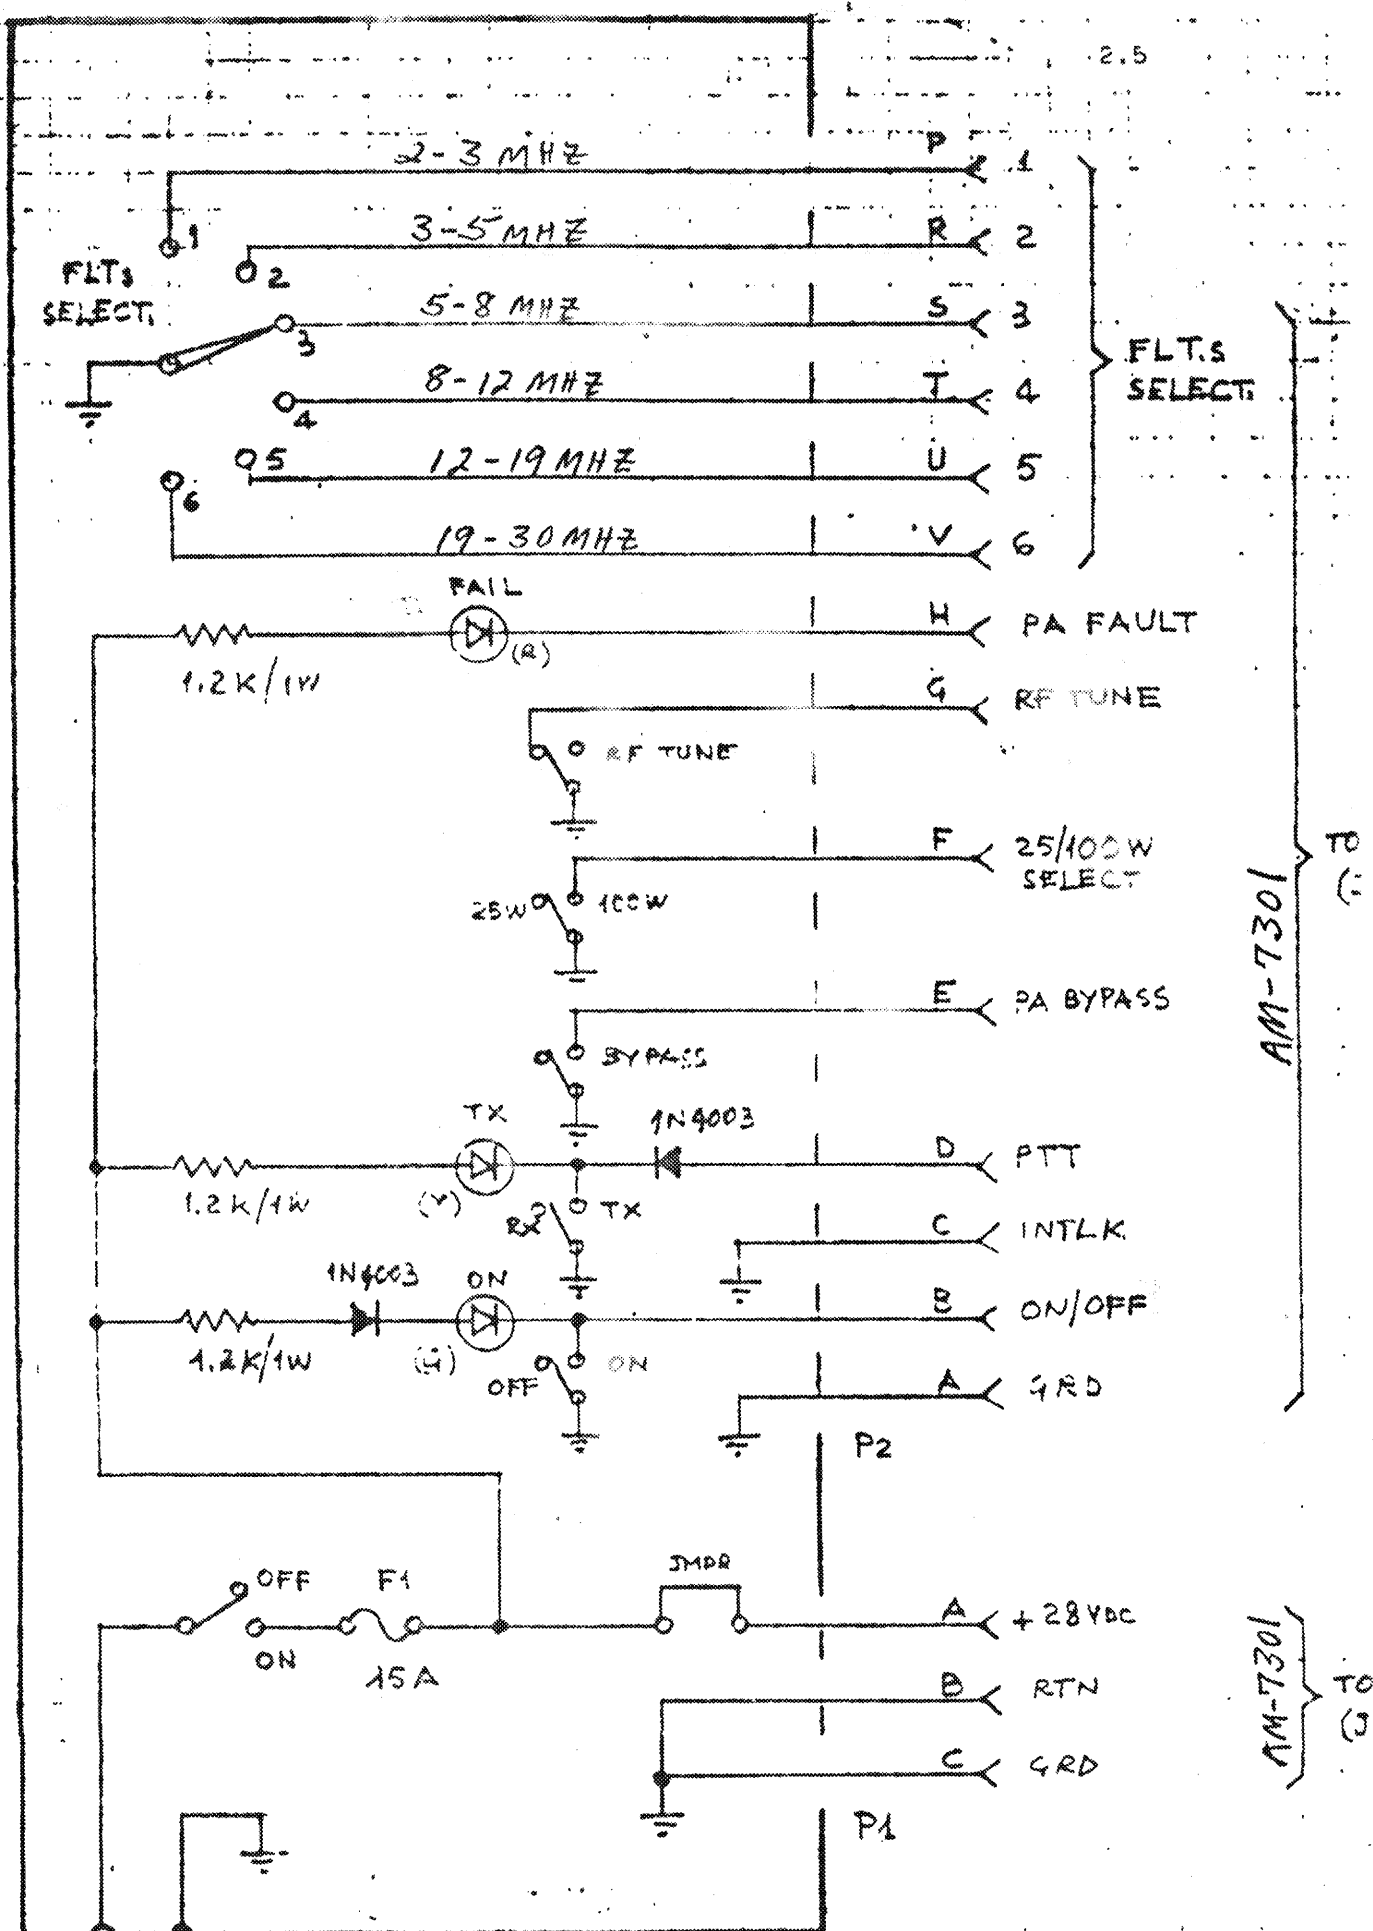 2.5
2-3 MHZ P 1
1
3-5 MHZ R 2
FLTs
SELECT.
2
5-8 MHZ S 3
3
FLT.s
SELECT.
8-12 MHZ T 4
4
5 12-19 MHZ U 5
6
19-30 MHZ V 6
FAIL
H PA FAULT
(R)
1.2K/1W
G RF TUNE
RF TUNE
F 25/100W
SELECT
25W 100W
AM-7301
TO
E PA BYPASS
BYPASS
TX 1N4003
D PTT
1.2K/1W (Y)
RX TX
C INTLK
1N4003 ON
B ON/OFF
1.2K/1W (G) ON
OFF
A GRD
P2
OFF F1 JMPR
A +28VDC
ON 15A
B RTN
AM-7301
TO
(J
C GRD
P1